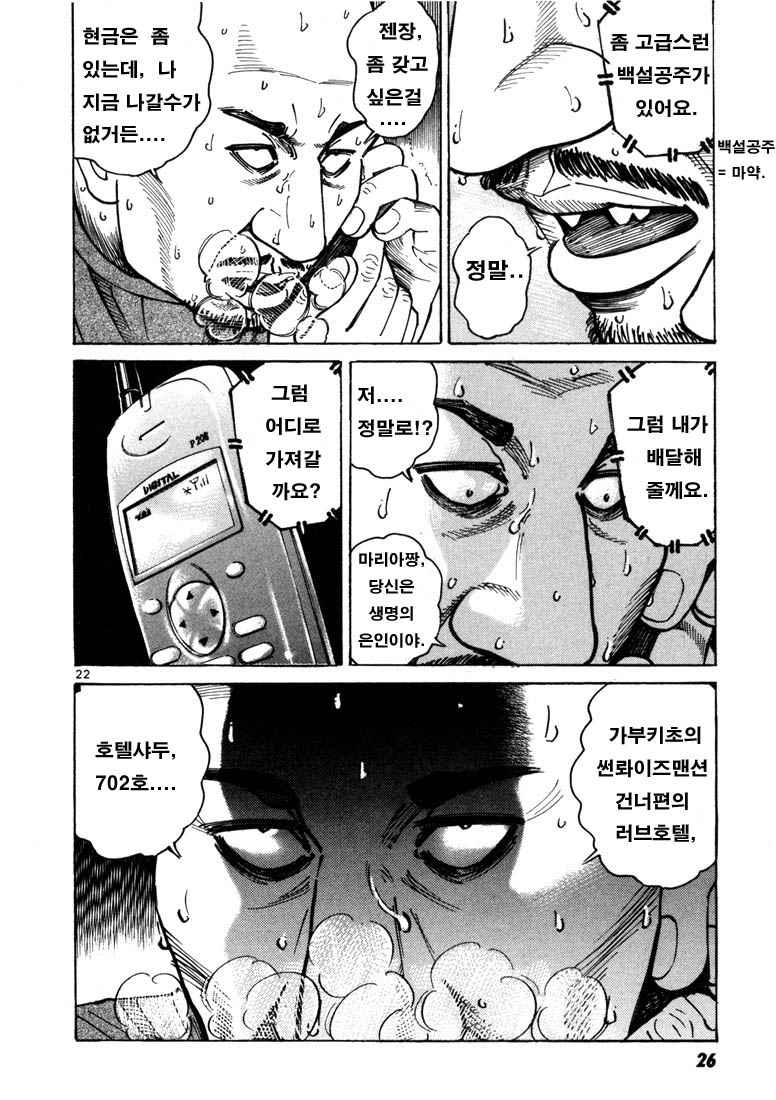 좀 고급스런
백설공주가
있어요.
백설공주
= 마약.
정말..
젠장,
좀 갖고
싶은걸
....
현금은 좀
있는데, 나
지금 나갈수가
없거든....
그럼 내가
배달해
줄께요.
저....
정말로!?
마리아짱,
당신은
생명의
은인이야.
그럼
어디로
가져갈
까요?
P208
DIGITAL
22
가부키초의
썬롸이즈맨션
건너편의
러브호텔,
호텔샤두,
702호....
26